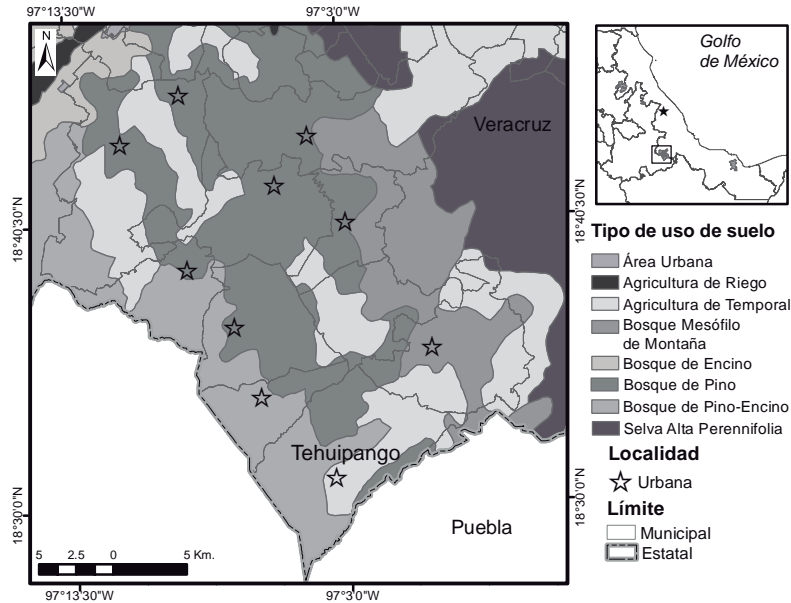 97°13'30"W
97°3'0"W
N
Golfo
de México
Veracruz
18°40'30"N
18°40'30"N
Tipo de uso de suelo
Área Urbana
Agricultura de Riego
Agricultura de Temporal
Bosque Mesófilo
de Montaña
Bosque de Encino
Bosque de Pino
Bosque de Pino-Encino
Selva Alta Perennifolia
Localidad
Urbana
Límite
Municipal
Estatal
Tehuipango
Puebla
18°30'0"N
18°30'0"N
5 2.5 0 5 Km.
97°13'30"W
97°3'0"W